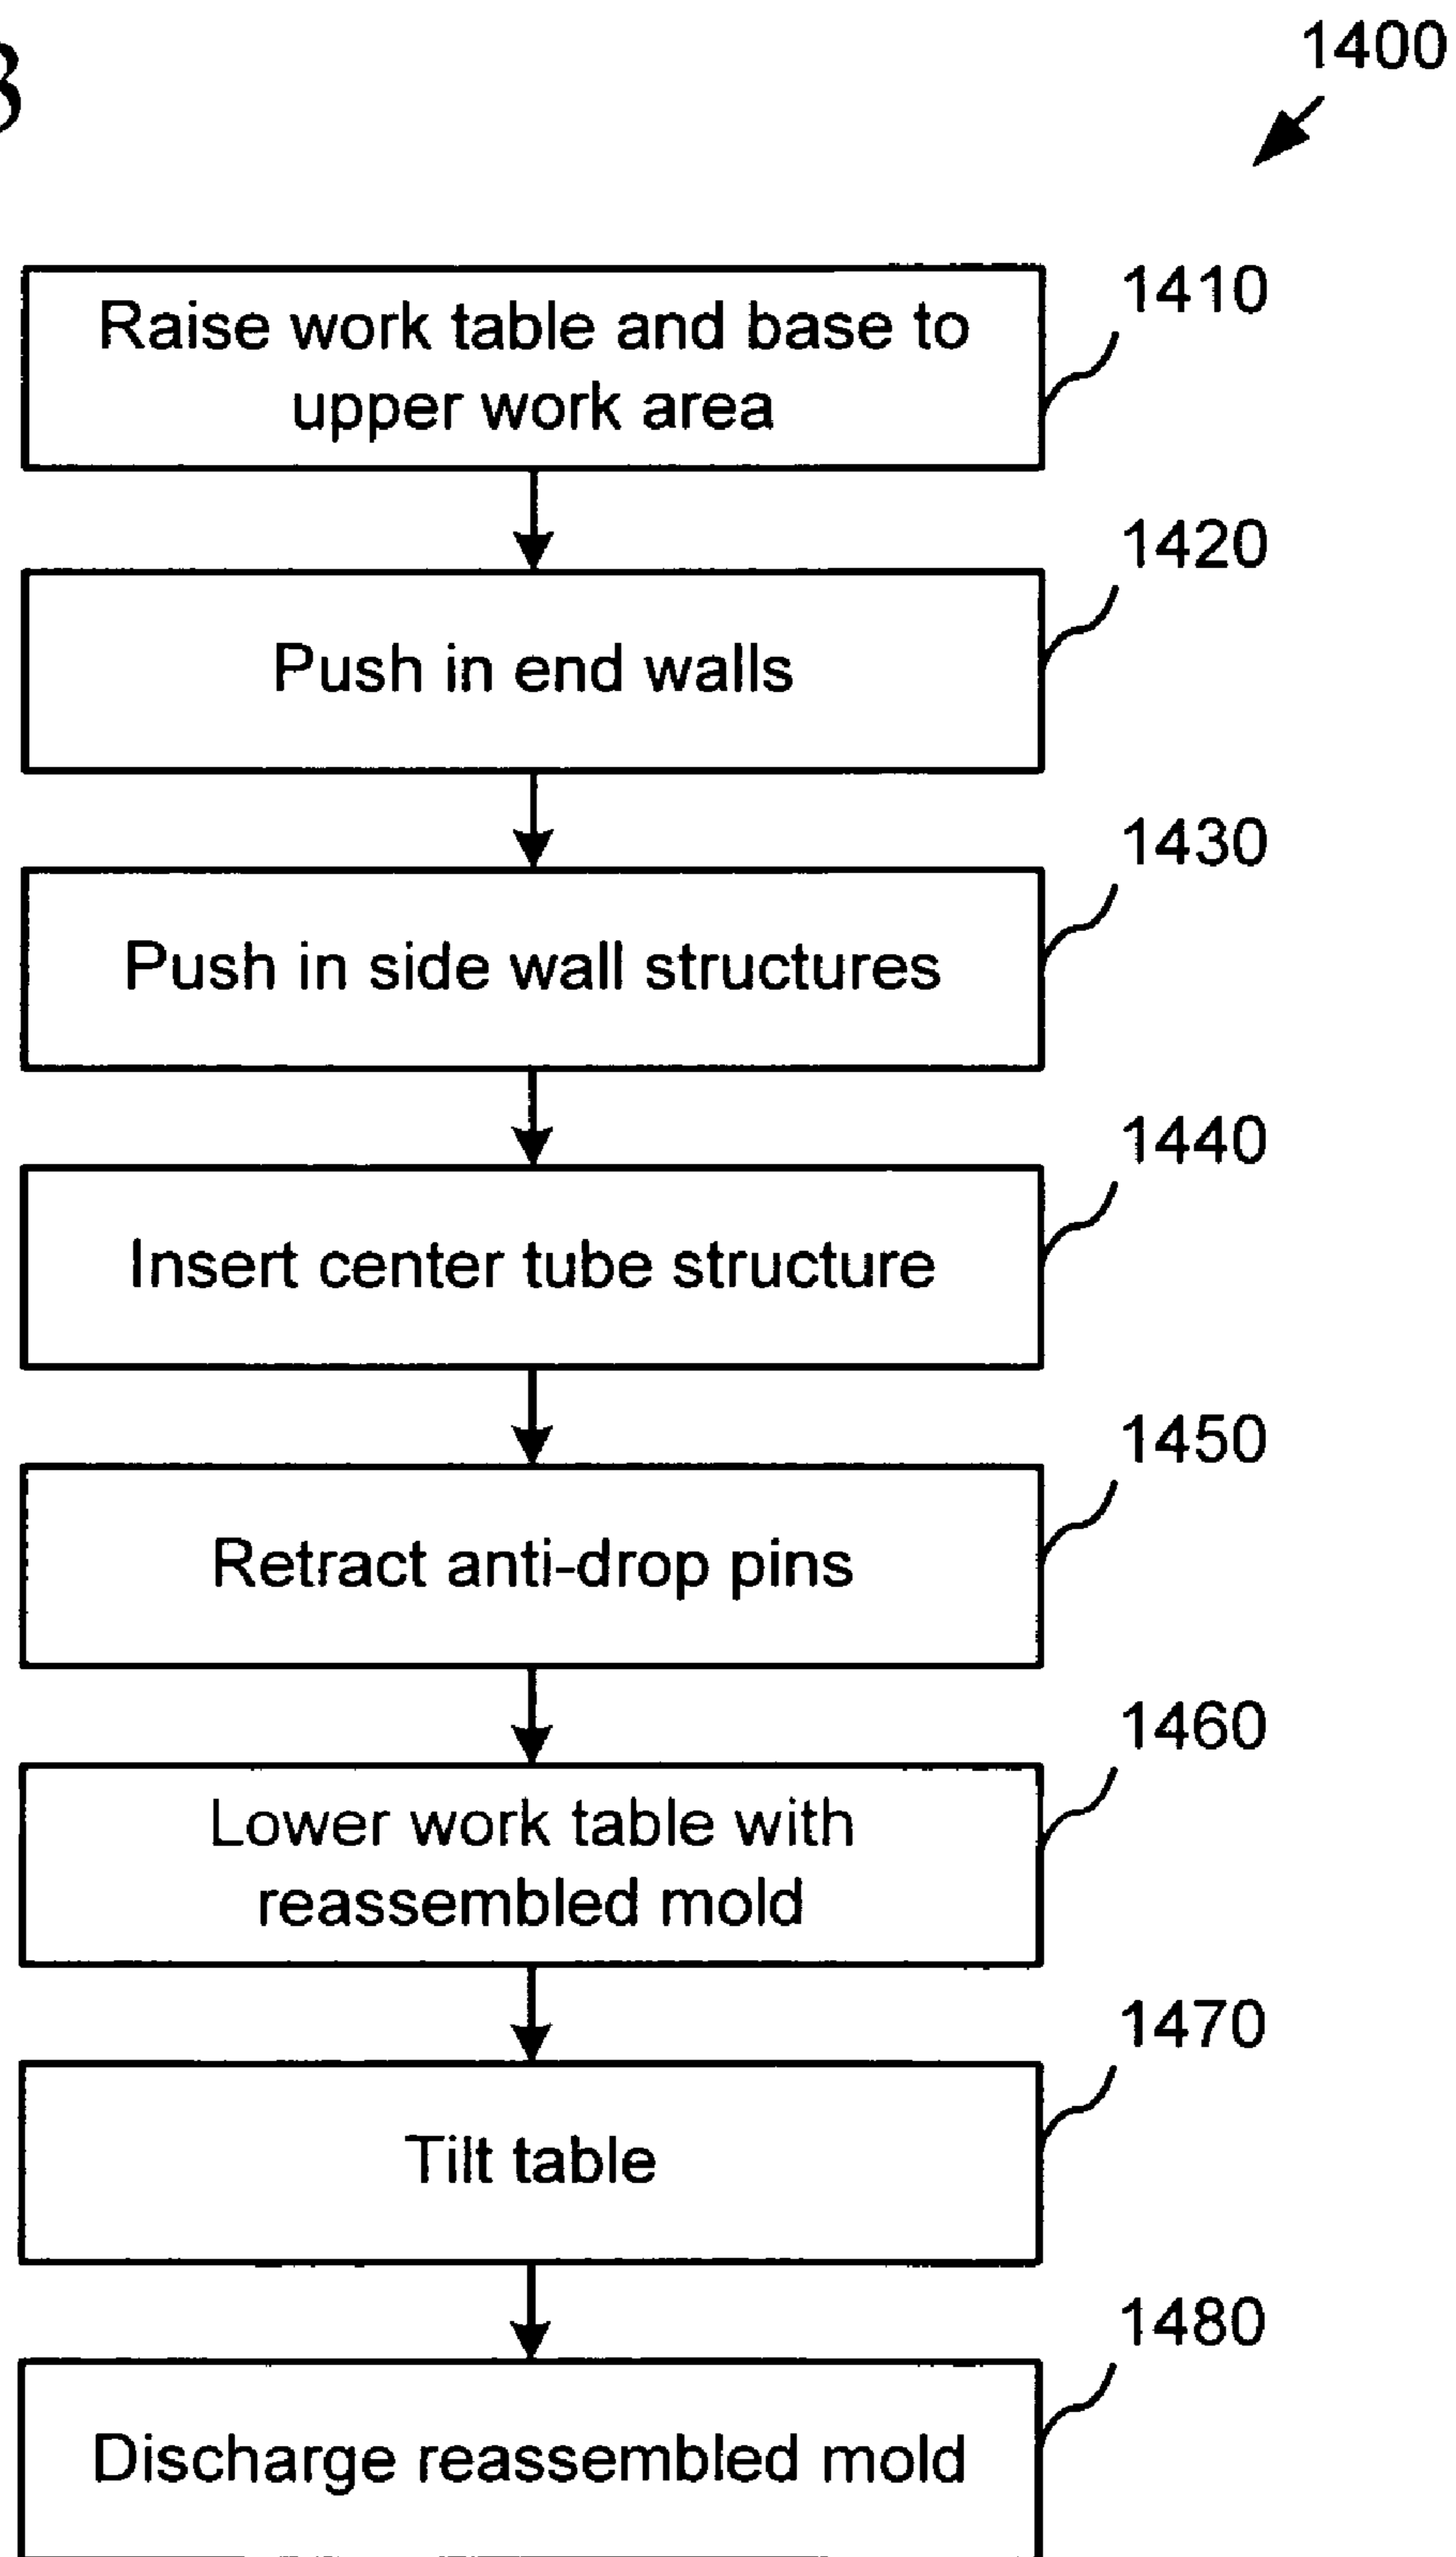 1400
Raise work table and base to
upper work area
1410
Push in end walls
1420
Push in side wall structures
1430
Insert center tube structure
1440
Retract anti-drop pins
1450
Lower work table with
reassembled mold
1460
Tilt table
1470
Discharge reassembled mold
1480